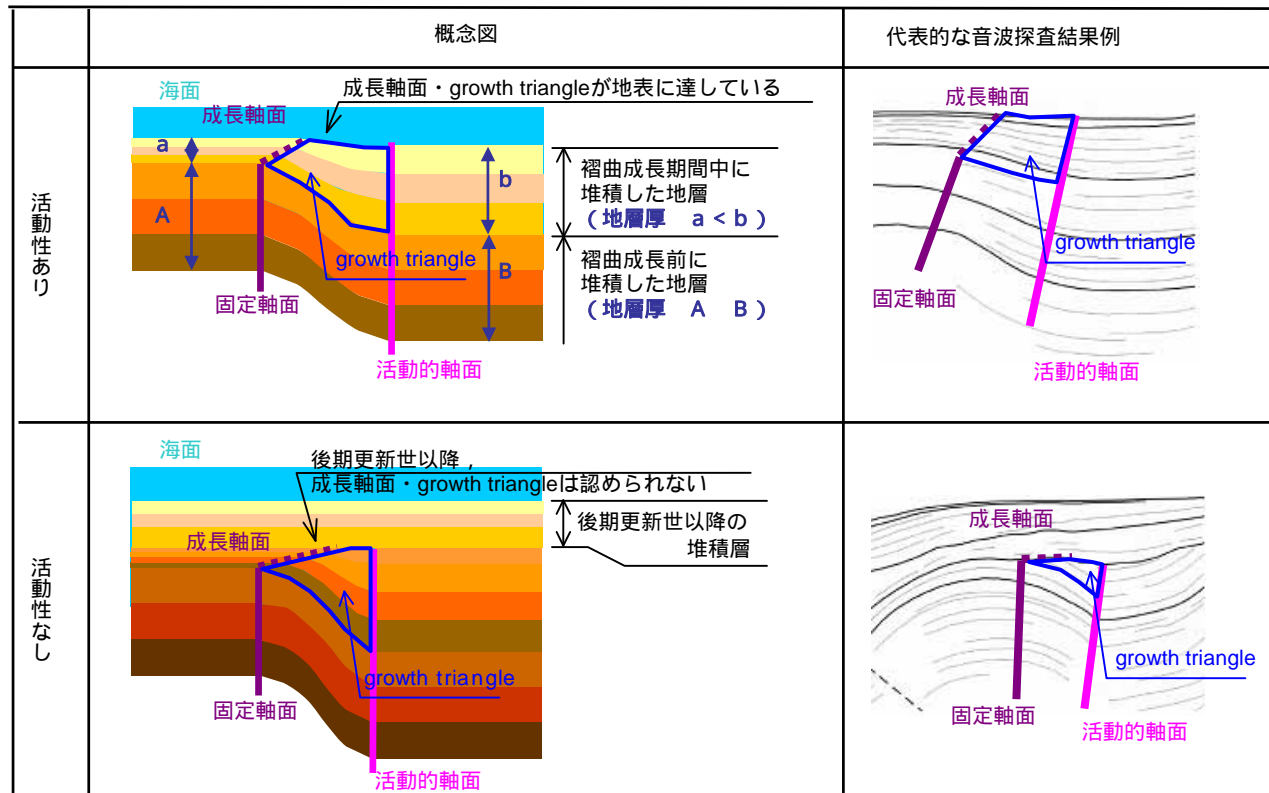 概念図
代表的な音波探査結果例
活動性あり
海面
成長軸面・growth triangleが地表に達している
成長軸面
a
A
b
B
褶曲成長期間中に
堆積した地層
(地層厚 a<b)
褶曲成長前に
堆積した地層
(地層厚 A B)
growth triangle
固定軸面
活動的軸面
成長軸面
growth triangle
固定軸面
活動的軸面
活動性なし
海面
後期更新世以降,
成長軸面・growth triangleは認められない
成長軸面
後期更新世以降の
堆積層
growth triangle
固定軸面
活動的軸面
成長軸面
growth triangle
固定軸面
活動的軸面